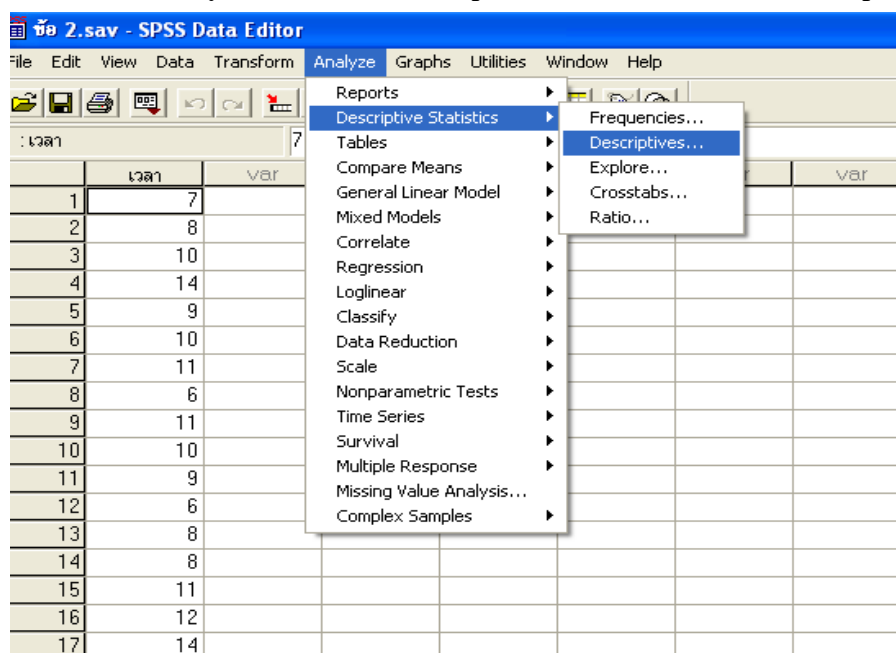 ข้อ 2.sav - SPSS Data Editor
File Edit View Data Transform Analyze Graphs Utilities Window Help
: เวลา 7
เวลา var var
Reports
Descriptive Statistics
Tables
Compare Means
General Linear Model
Mixed Models
Correlate
Regression
Loglinear
Classify
Data Reduction
Scale
Nonparametric Tests
Time Series
Survival
Multiple Response
Missing Value Analysis...
Complex Samples
Frequencies...
Descriptives...
Explore...
Crosstabs...
Ratio...
1 7
2 8
3 10
4 14
5 9
6 10
7 11
8 6
9 11
10 10
11 9
12 6
13 8
14 8
15 11
16 12
17 14